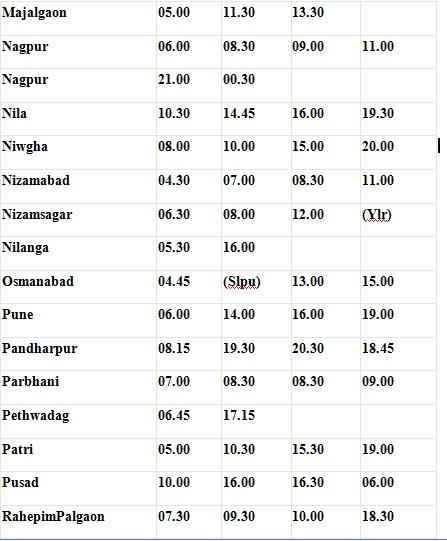 Majalgaon 05.00 11.30 13.30
Nagpur 06.00 08.30 09.00 11.00
Nagpur 21.00 00.30
Nila 10.30 14.45 16.00 19.30
Niwgha 08.00 10.00 15.00 20.00
Nizamabad 04.30 07.00 08.30 11.00
Nizamsagar 06.30 08.00 12.00 (Ylr)
Nilanga 05.30 16.00
Osmanabad 04.45 (Slpu) 13.00 15.00
Pune 06.00 14.00 16.00 19.00
Pandharpur 08.15 19.30 20.30 18.45
Parbhani 07.00 08.30 08.30 09.00
Pethwadag 06.45 17.15
Patri 05.00 10.30 15.30 19.00
Pusad 10.00 16.00 16.30 06.00
RahepimPalgaon 07.30 09.30 10.00 18.30